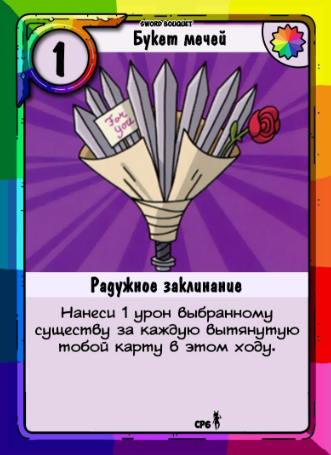 SWORD BOUQUET
1
Букет мечей
For
you
Радужное заклинание
Нанеси 1 урон выбранному
существу за каждую вытянутую
тобой карту в этом ходу.
CP6